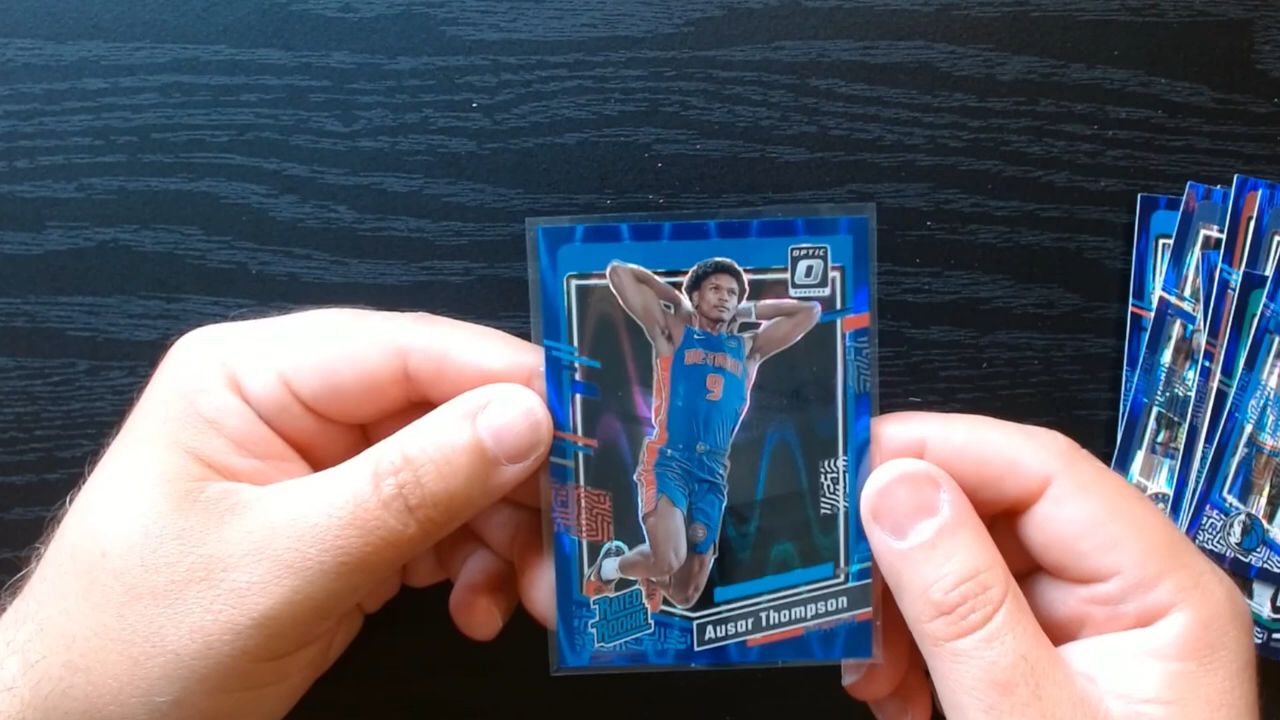 OPTIC
DONRUSS
DETROIT
9
RATED
ROOKIE
Ausar Thompson